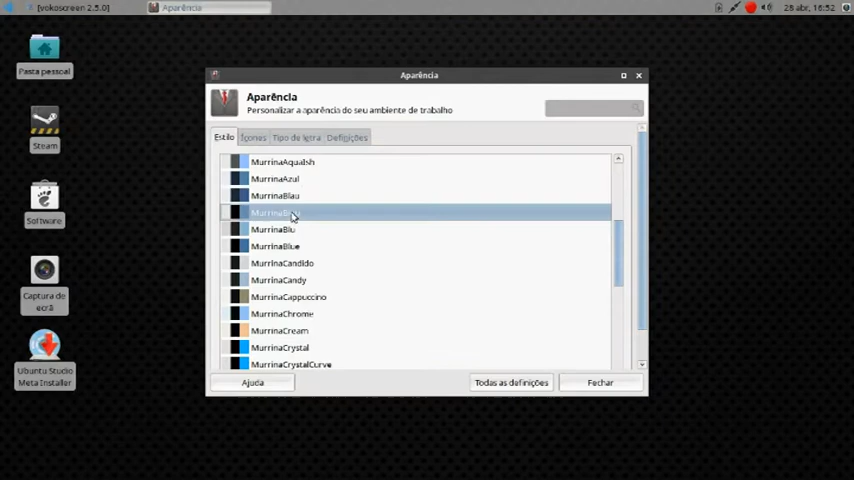 [vokoscreen 2.5.0]
Aparência
28 abr, 16:52
Pasta pessoal
Steam
Software
Captura de
ecrã
Ubuntu Studio
Meta Installer
Aparência
Aparência
Personalizar a aparência do seu ambiente de trabalho
Estilo
Ícones
Tipo de letra
Definições
MurrinaAquaIsh
MurrinaAzul
MurrinaBlau
MurrinaBlu
MurrinaBlue
MurrinaCandido
MurrinaCandy
MurrinaCappuccino
MurrinaChrome
MurrinaCream
MurrinaCrystal
MurrinaCrystalCurve
Ajuda
Todas as definições
Fechar